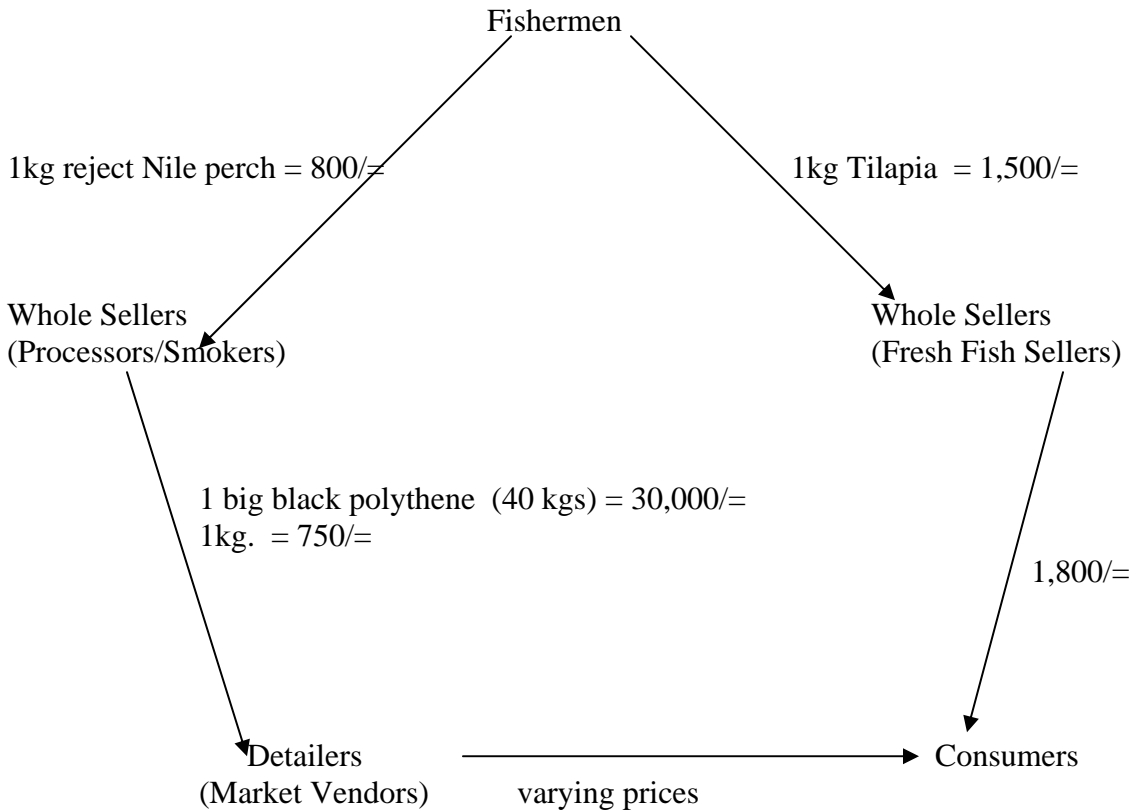 Fishermen
1kg reject Nile perch = 800/=
1kg Tilapia = 1,500/=
Whole Sellers
(Processors/Smokers)
Whole Sellers
(Fresh Fish Sellers)
1 big black polythene (40 kgs) = 30,000/=
1kg. = 750/=
1,800/=
Detailers
(Market Vendors)
varying prices
Consumers